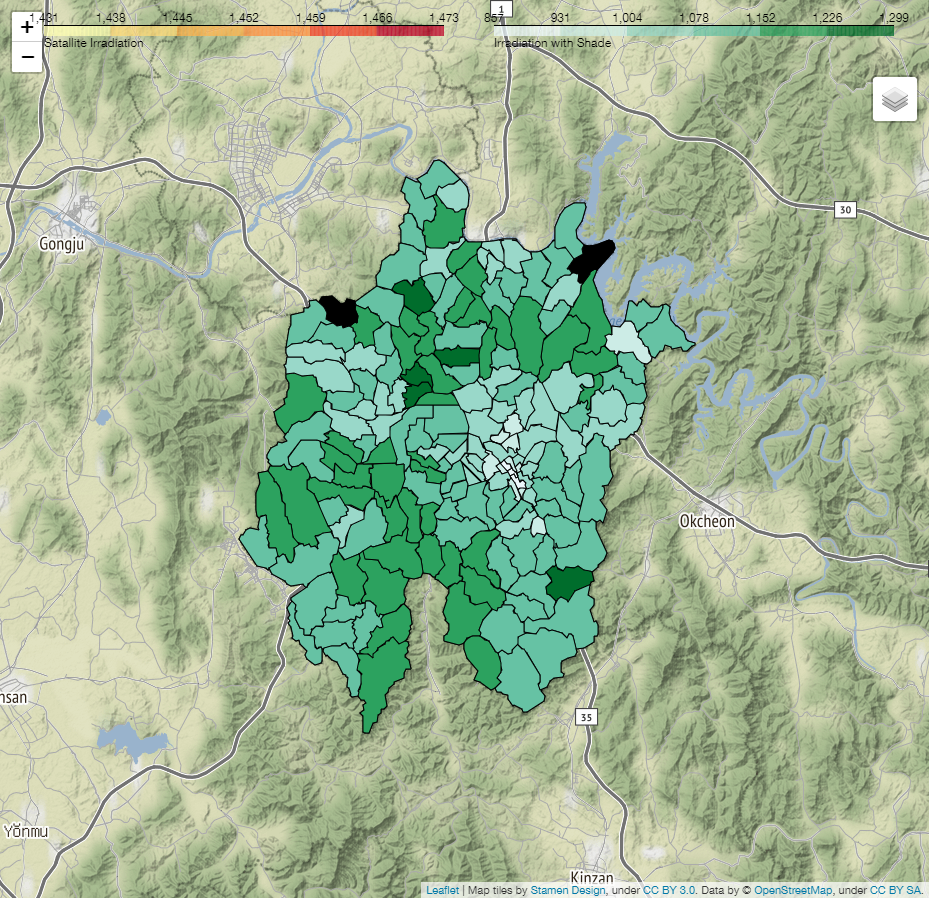 1
+
−
1,431 1,438 1,445 1,452 1,459 1,466 1,473
Satallite Irradiation
857 931 1,004 1,078 1,152 1,226 1,299
Irradiation with Shade
30
Gongju
Okcheon
nsan
35
Yŏnmu
Kinzan
Leaflet | Map tiles by Stamen Design, under CC BY 3.0. Data by © OpenStreetMap, under CC BY SA.